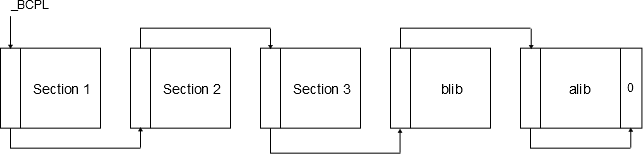 _BCPL
Section 1
Section 2
Section 3
blib
alib
0